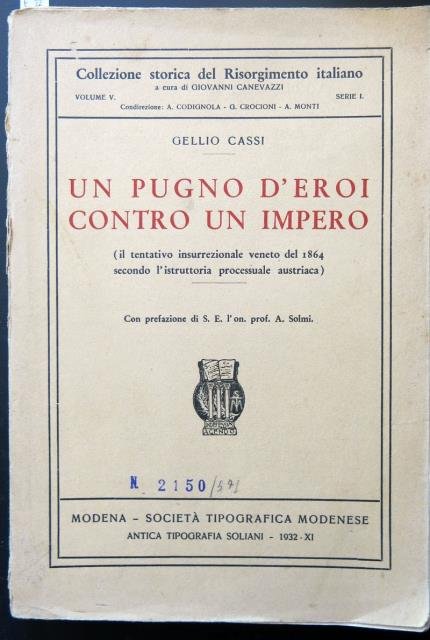 Collezione storica del Risorgimento italiano
a cura di GIOVANNI CANEVAZZI
VOLUME V. SERIE I.
Condirezione: A. CODIGNOLA - G. CROCIONI - A. MONTI
GELLIO CASSI
UN PUGNO D'EROI
CONTRO UN IMPERO
(il tentativo insurrezionale veneto del 1864
secondo l'istruttoria processuale austriaca)
Con prefazione di S. E. l'on. prof. A. Solmi.
AGENDO
N. 2150/591
MODENA - SOCIETÀ TIPOGRAFICA MODENESE
ANTICA TIPOGRAFIA SOLIANI - 1932-XI